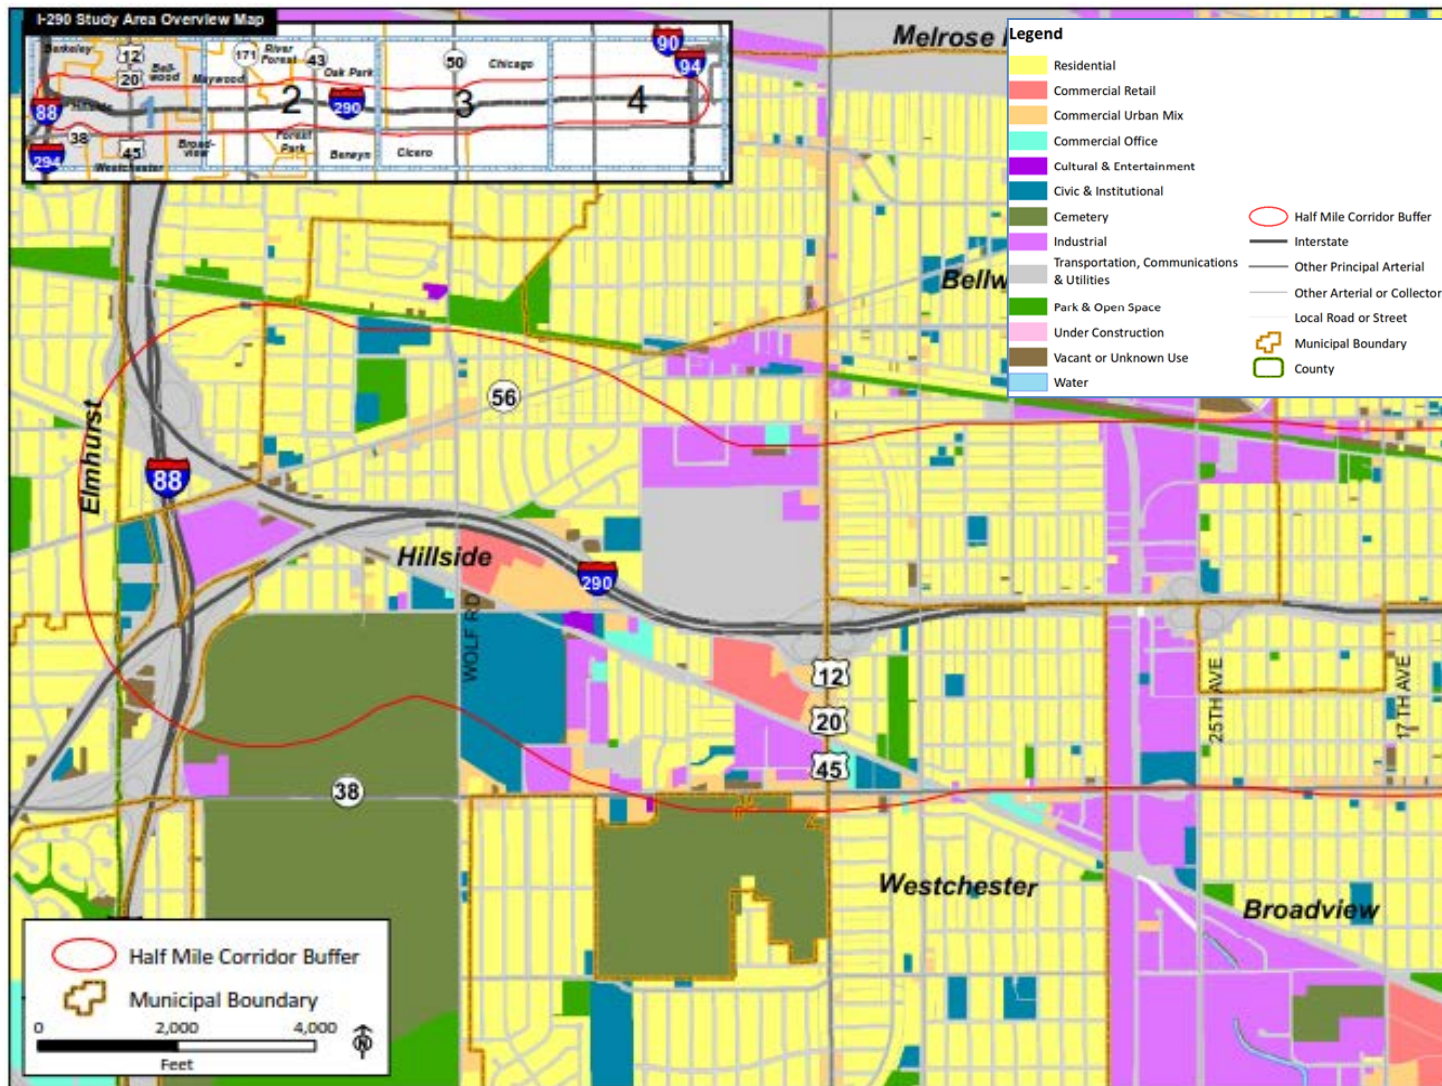 I-290 Study Area Overview Map
Berkeley
12
20
Bell-
wood
Maywood
171
River
Forest
43
Oak Park
50
Chicago
90
94
88
Hillside
1
2
290
3
4
38
294
45
Westchester
Broad-
view
Forest
Park
Berwyn
Cicero
Melrose
Legend
Residential
Commercial Retail
Commercial Urban Mix
Commercial Office
Cultural & Entertainment
Civic & Institutional
Cemetery
Industrial
Transportation, Communications
& Utilities
Park & Open Space
Under Construction
Vacant or Unknown Use
Water
Half Mile Corridor Buffer
Interstate
Other Principal Arterial
Other Arterial or Collector
Local Road or Street
Municipal Boundary
County
Bellw
56
Elmhurst
88
Hillside
290
WOLF RD
12
20
45
25TH AVE
17TH AVE
38
Westchester
Broadview
Half Mile Corridor Buffer
Municipal Boundary
0 2,000 4,000
Feet
N